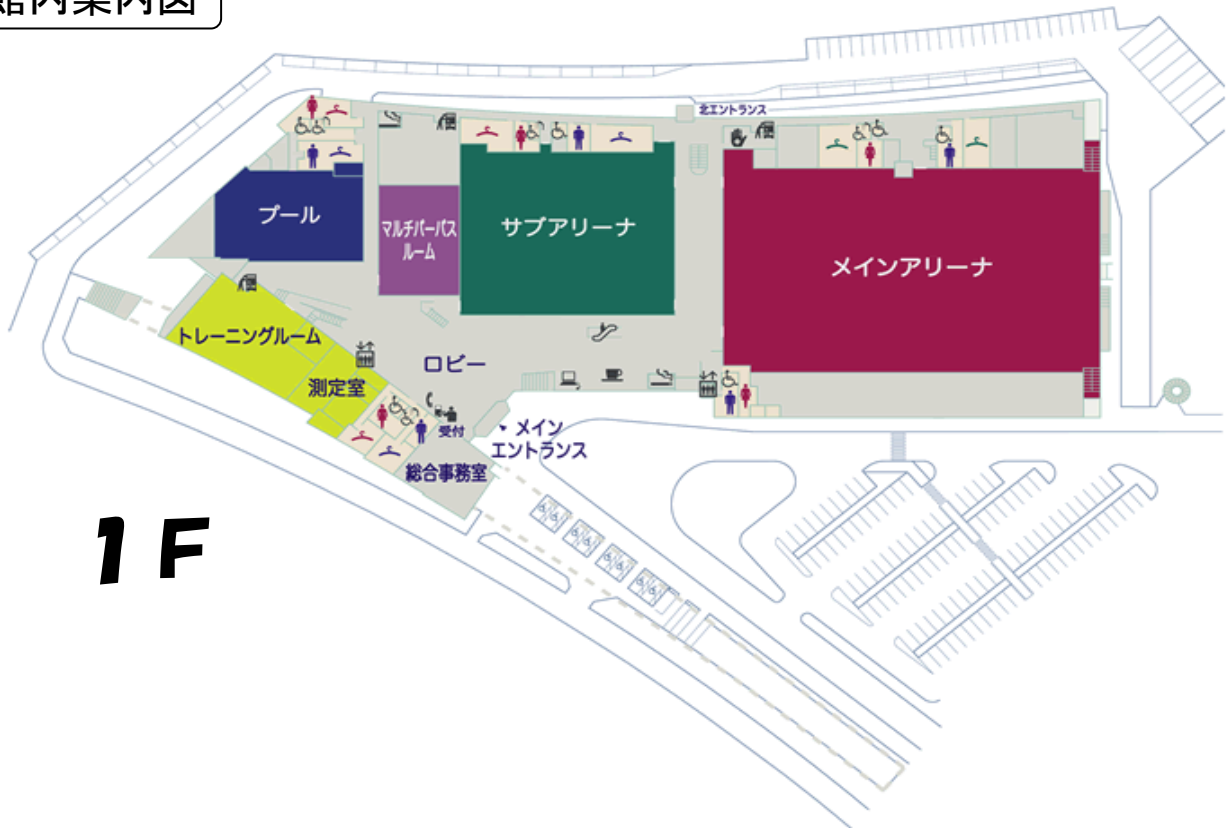 館内案内図
北エントランス
プール
マルチパーパス
ルーム
サブアリーナ
メインアリーナ
トレーニングルーム
測定室
ロビー
受付
メイン
エントランス
総合事務室
1F